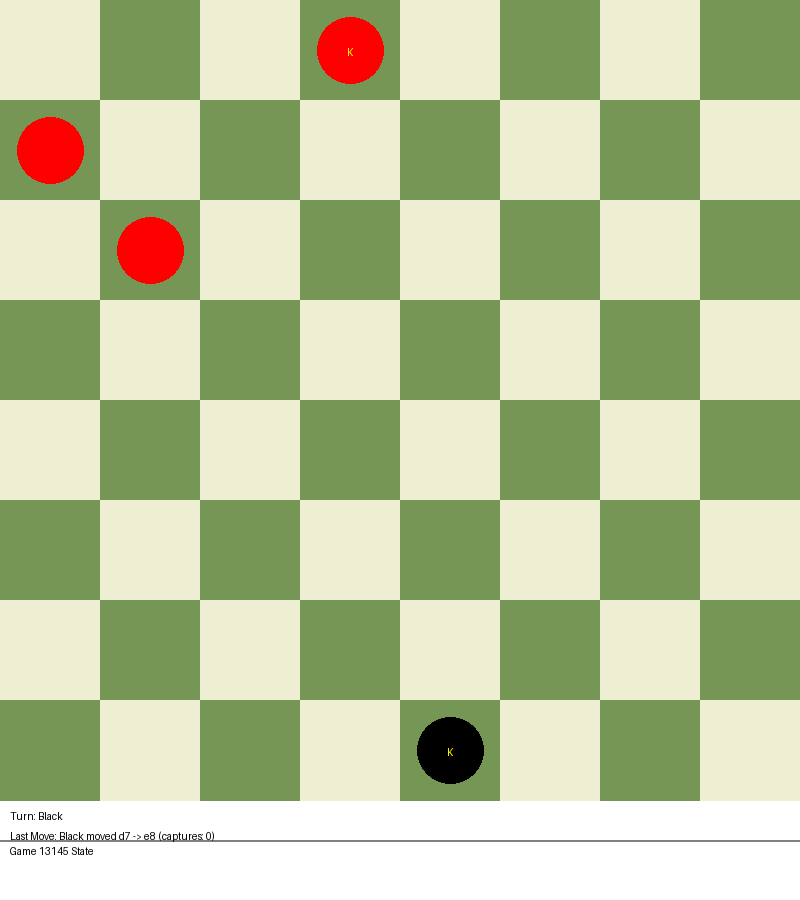 K
K
Turn: Black
Last Move: Black moved d7 -> e8 (captures: 0)
Game 13145 State